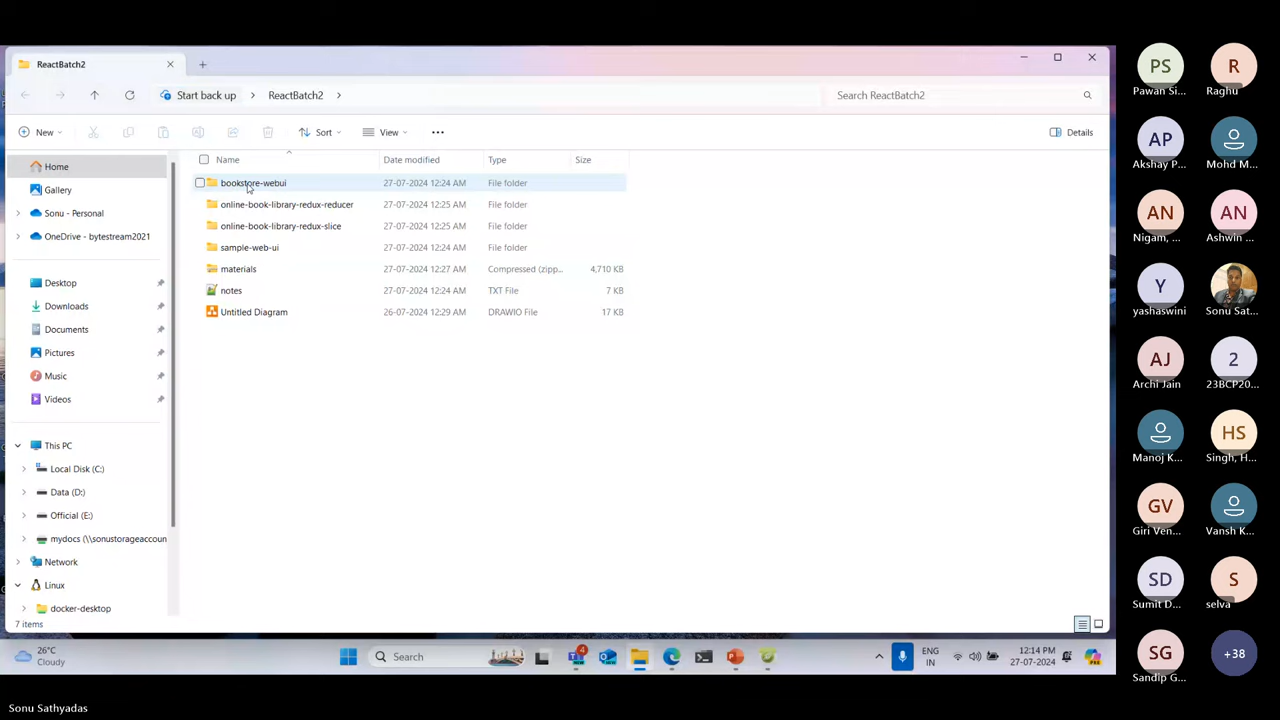 ReactBatch2
Start back up
ReactBatch2
Search ReactBatch2
New
Sort
View
Details
Home
Gallery
Sonu - Personal
OneDrive - bytestream2021
Desktop
Downloads
Documents
Pictures
Music
Videos
This PC
Local Disk (C:)
Data (D:)
Official (E:)
mydocs (\\sonustorageaccoun
Network
Linux
docker-desktop
Name Date modified Type Size
bookstore-webui 27-07-2024 12:24 AM File folder
online-book-library-redux-reducer 27-07-2024 12:25 AM File folder
online-book-library-redux-slice 27-07-2024 12:25 AM File folder
sample-web-ui 27-07-2024 12:24 AM File folder
materials 27-07-2024 12:27 AM Compressed (zipp... 4,710 KB
notes 27-07-2024 12:24 AM TXT File 7 KB
Untitled Diagram 26-07-2024 12:29 AM DRAWIO File 17 KB
7 items
26°C
Cloudy
Search
4
NEW
ENG
IN
12:14 PM
27-07-2024
Sonu Sathyadas
PS
Pawan Si...
R
Raghu
AP
Akshay P...
Mohd M...
AN
Nigam, ...
AN
Ashwin ...
Y
yashaswini
Sonu Sat...
AJ
Archi Jain
2
23BCP20...
Manoj K...
HS
Singh, H...
GV
Giri Ven...
Vansh K...
SD
Sumit D...
S
selva
SG
Sandip G...
+38